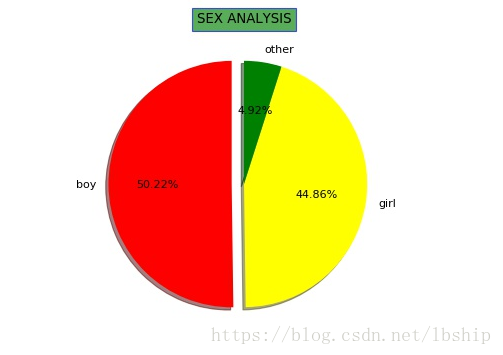 SEX ANALYSIS
other
4.92%
boy
50.22%
44.86%
girl
https://blog.csdn.net/lbship